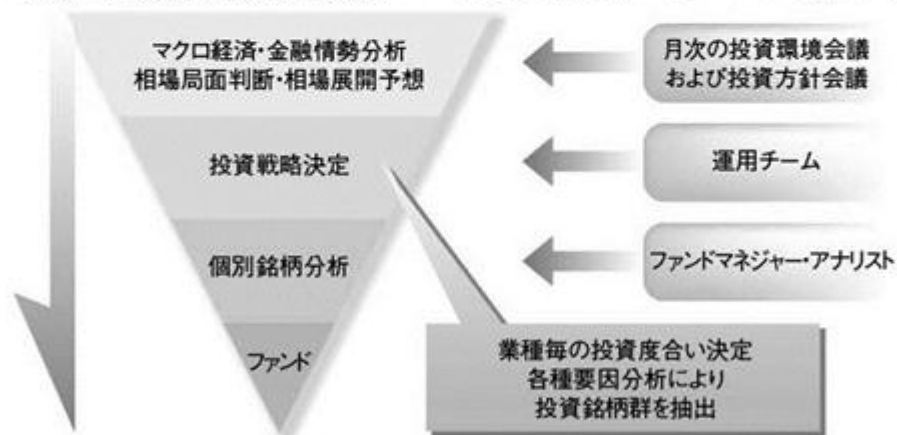 マクロ経済・金融情勢分析
相場局面判断・相場展開予想
月次の投資環境会議
および投資方針会議
投資戦略決定
運用チーム
個別銘柄分析
ファンドマネジャー・アナリスト
ファンド
業種毎の投資度合い決定
各種要因分析により
投資銘柄群を抽出